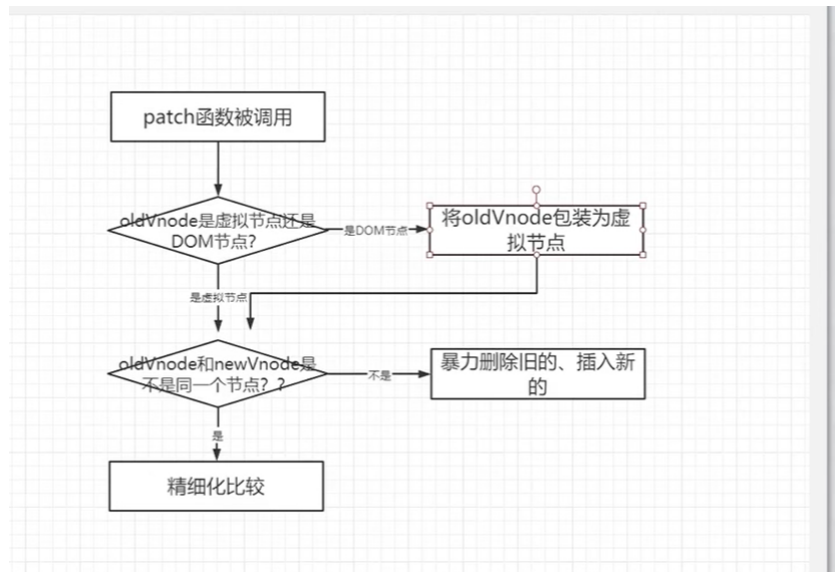 patch函数被调用
oldVnode是虚拟节点还是
DOM节点?
是DOM节点
将oldVnode包装为虚
拟节点
是虚拟节点
oldVnode和newVnode是
不是同一个节点？?
不是
暴力删除旧的、插入新
的
是
精细化比较